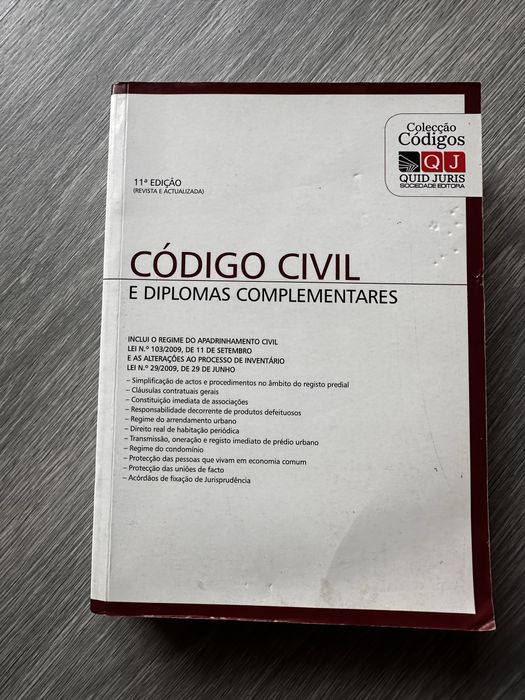 Colecção
Códigos
QJ
QUID JURIS
SOCIEDADE EDITORA
11ª EDIÇÃO
(REVISTA E ACTUALIZADA)
CÓDIGO CIVIL
E DIPLOMAS COMPLEMENTARES
INCLUI O REGIME DO APADRINHAMENTO CIVIL
LEI N.º 103/2009, DE 11 DE SETEMBRO
E AS ALTERAÇÕES AO PROCESSO DE INVENTÁRIO
LEI N.º 29/2009, DE 29 DE JUNHO
– Simplificação de actos e procedimentos no âmbito do registo predial
– Cláusulas contratuais gerais
– Constituição imediata de associações
– Responsabilidade decorrente de produtos defeituosos
– Regime do arrendamento urbano
– Direito real de habitação periódica
– Transmissão, oneração e registo imediato de prédio urbano
– Regime do condomínio
– Protecção das pessoas que vivam em economia comum
– Protecção das uniões de facto
– Acórdãos de fixação de Jurisprudência